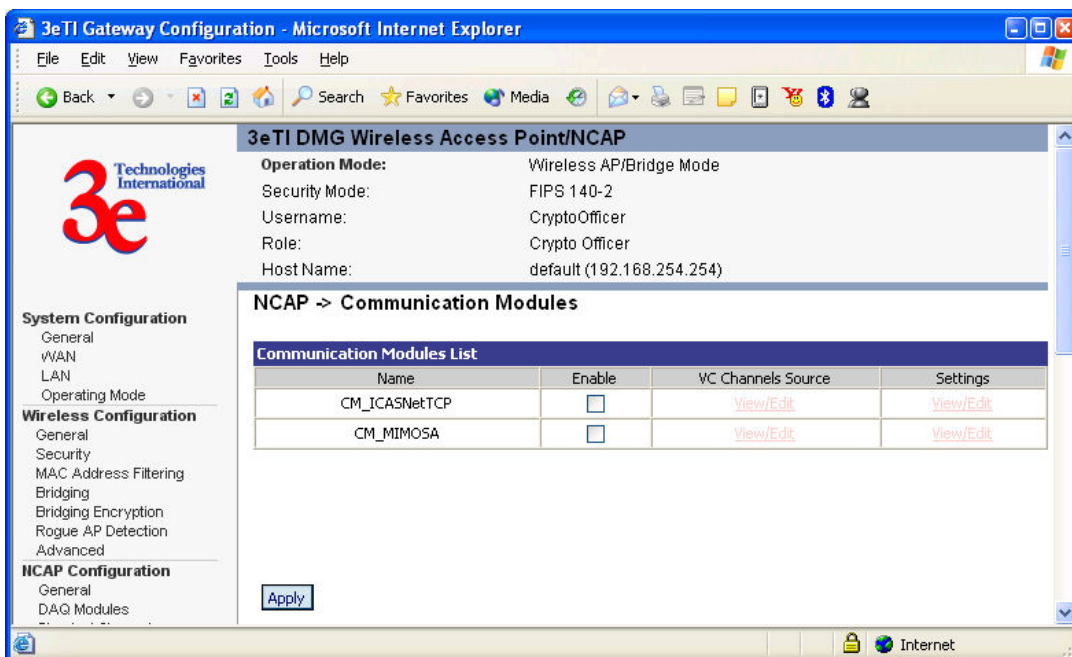 3eTI Gateway Configuration - Microsoft Internet Explorer
File Edit View Favorites Tools Help
Back Search Favorites Media
3e Technologies International
System Configuration
General
WAN
LAN
Operating Mode
Wireless Configuration
General
Security
MAC Address Filtering
Bridging
Bridging Encryption
Rogue AP Detection
Advanced
NCAP Configuration
General
DAQ Modules
3eTI DMG Wireless Access Point/NCAP
Operation Mode: Wireless AP/Bridge Mode
Security Mode: FIPS 140-2
Username: CryptoOfficer
Role: Crypto Officer
Host Name: default (192.168.254.254)
NCAP -> Communication Modules
Communication Modules List
Name Enable VC Channels Source Settings
CM_ICASNetTCP View/Edit View/Edit
CM_MIMOSA View/Edit View/Edit
Apply
Internet